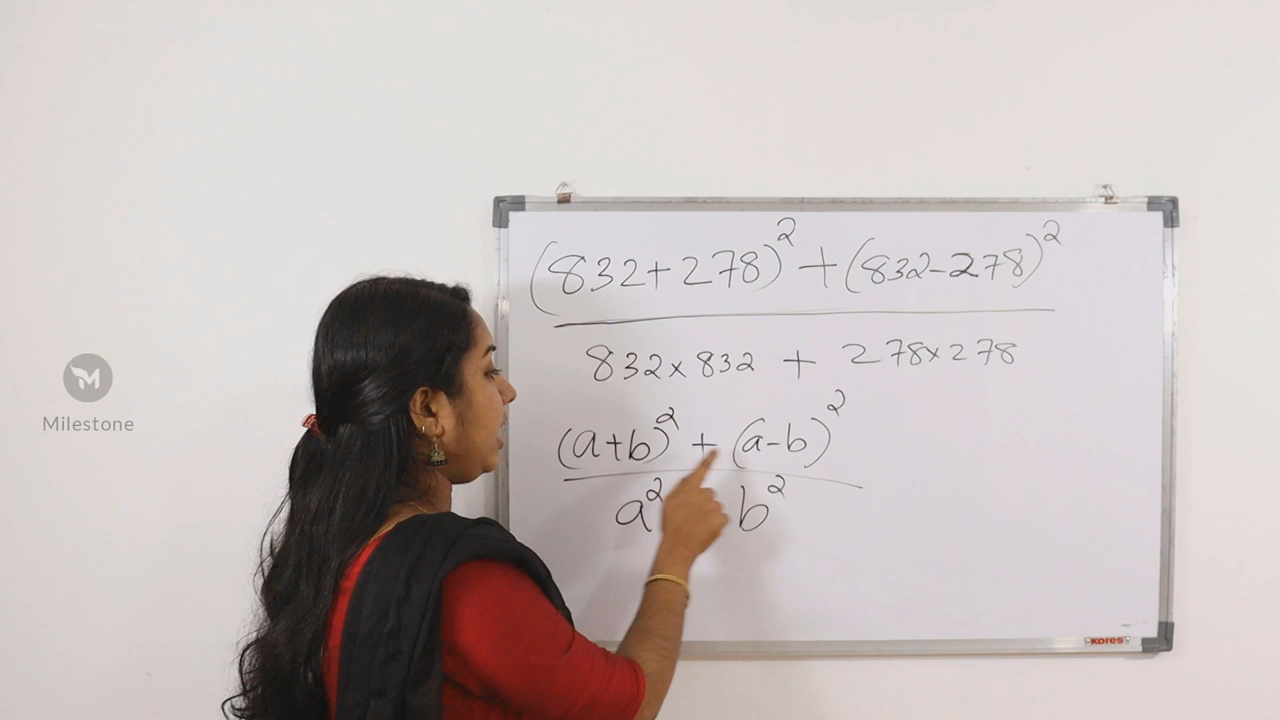 (832+278)² + (832-278)²
832×832 + 278×278
(a+b)² + (a-b)²
a² b²
Milestone
KORES